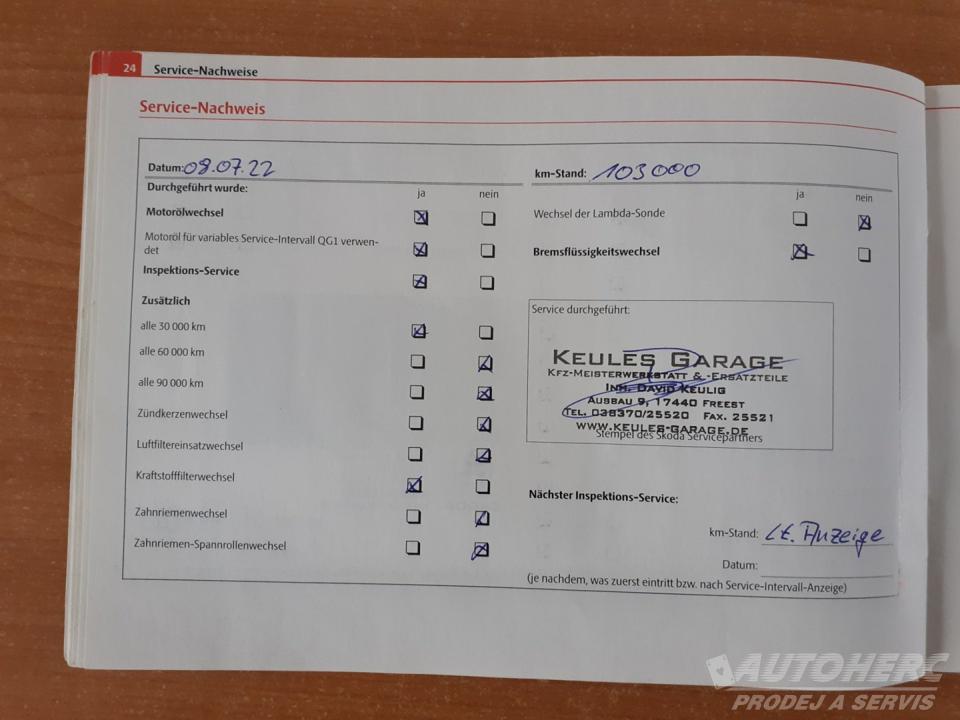 24 Service-Nachweise
Service-Nachweis
Datum: 08.07.22
Durchgeführt wurde: ja nein
Motorölwechsel
Motoröl für variables Service-Intervall QG1 verwen-
det
Inspektions-Service
Zusätzlich
alle 30 000 km
alle 60 000 km
alle 90 000 km
Zündkerzenwechsel
Luftfiltereinsatzwechsel
Kraftstofffilterwechsel
Zahnriemenwechsel
Zahnriemen-Spannrollenwechsel
km-Stand: 103000
ja nein
Wechsel der Lambda-Sonde
Bremsflüssigkeitswechsel
Service durchgeführt:
KEULES GARAGE
KFZ-MEISTERWERKSTATT & -ERSATZTEILE
INH. DAVID KEULIG
AUSBAU 9, 17440 FREEST
TEL. 038370/25520 FAX. 25521
WWW.KEULES-GARAGE.DE
Stempel des Skoda Servicepartners
Nächster Inspektions-Service:
km-Stand: Lt. Anzeige
Datum:
(je nachdem, was zuerst eintritt bzw. nach Service-Intervall-Anzeige)
AUTOHERC
PRODEJ A SERVIS